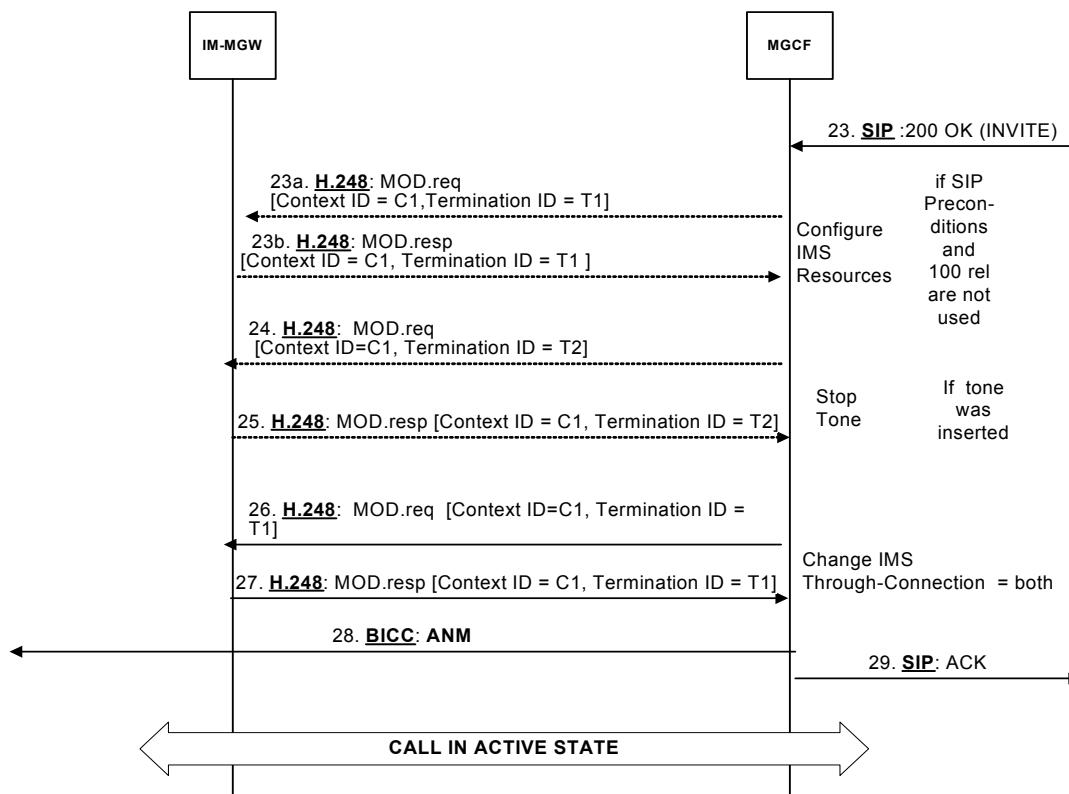 IM-MGW
MGCF
23. SIP :200 OK (INVITE)
23a. H.248: MOD.req
[Context ID = C1,Termination ID = T1]
23b. H.248: MOD.resp
[Context ID = C1, Termination ID = T1 ]
Configure
IMS
Resources
if SIP
Precon-
ditions
and
100 rel
are not
used
24. H.248:  MOD.req
[Context ID=C1, Termination ID = T2]
25. H.248: MOD.resp [Context ID = C1, Termination ID = T2]
Stop
Tone
If  tone
was
inserted
26. H.248:  MOD.req  [Context ID=C1, Termination ID =
T1]
27. H.248: MOD.resp [Context ID = C1, Termination ID = T1]
Change IMS
Through-Connection  = both
28. BICC: ANM
29. SIP: ACK
CALL IN ACTIVE STATE